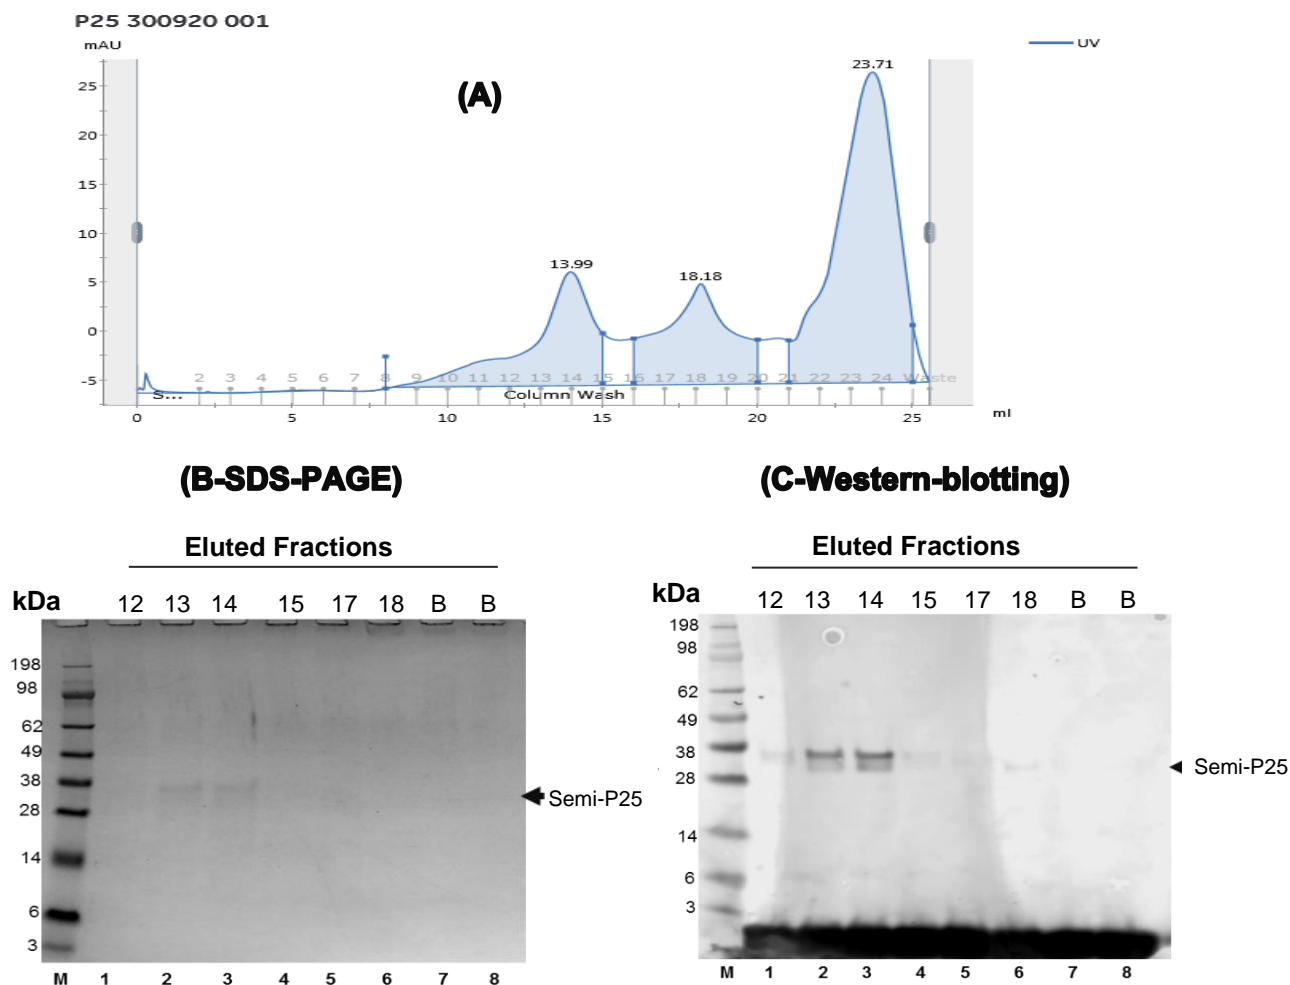 P25 300920 001
mAU
UV
(A)
23.71
13.99
18.18
25
20
15
10
5
0
-5
2 3 4 5 6 7 8 9 10 11 12 13 14 15 16 17 18 19 20 21 22 23 24 Waste
S... Column Wash
0 5 10 15 20 25 ml
(B-SDS-PAGE)
Eluted Fractions
kDa 12 13 14 15 17 18 B B
198
98
62
49
38
28
14
6
3
Semi-P25
M 1 2 3 4 5 6 7 8
(C-Western-blotting)
Eluted Fractions
kDa 12 13 14 15 17 18 B B
198
98
62
49
38
28
14
6
3
Semi-P25
M 1 2 3 4 5 6 7 8